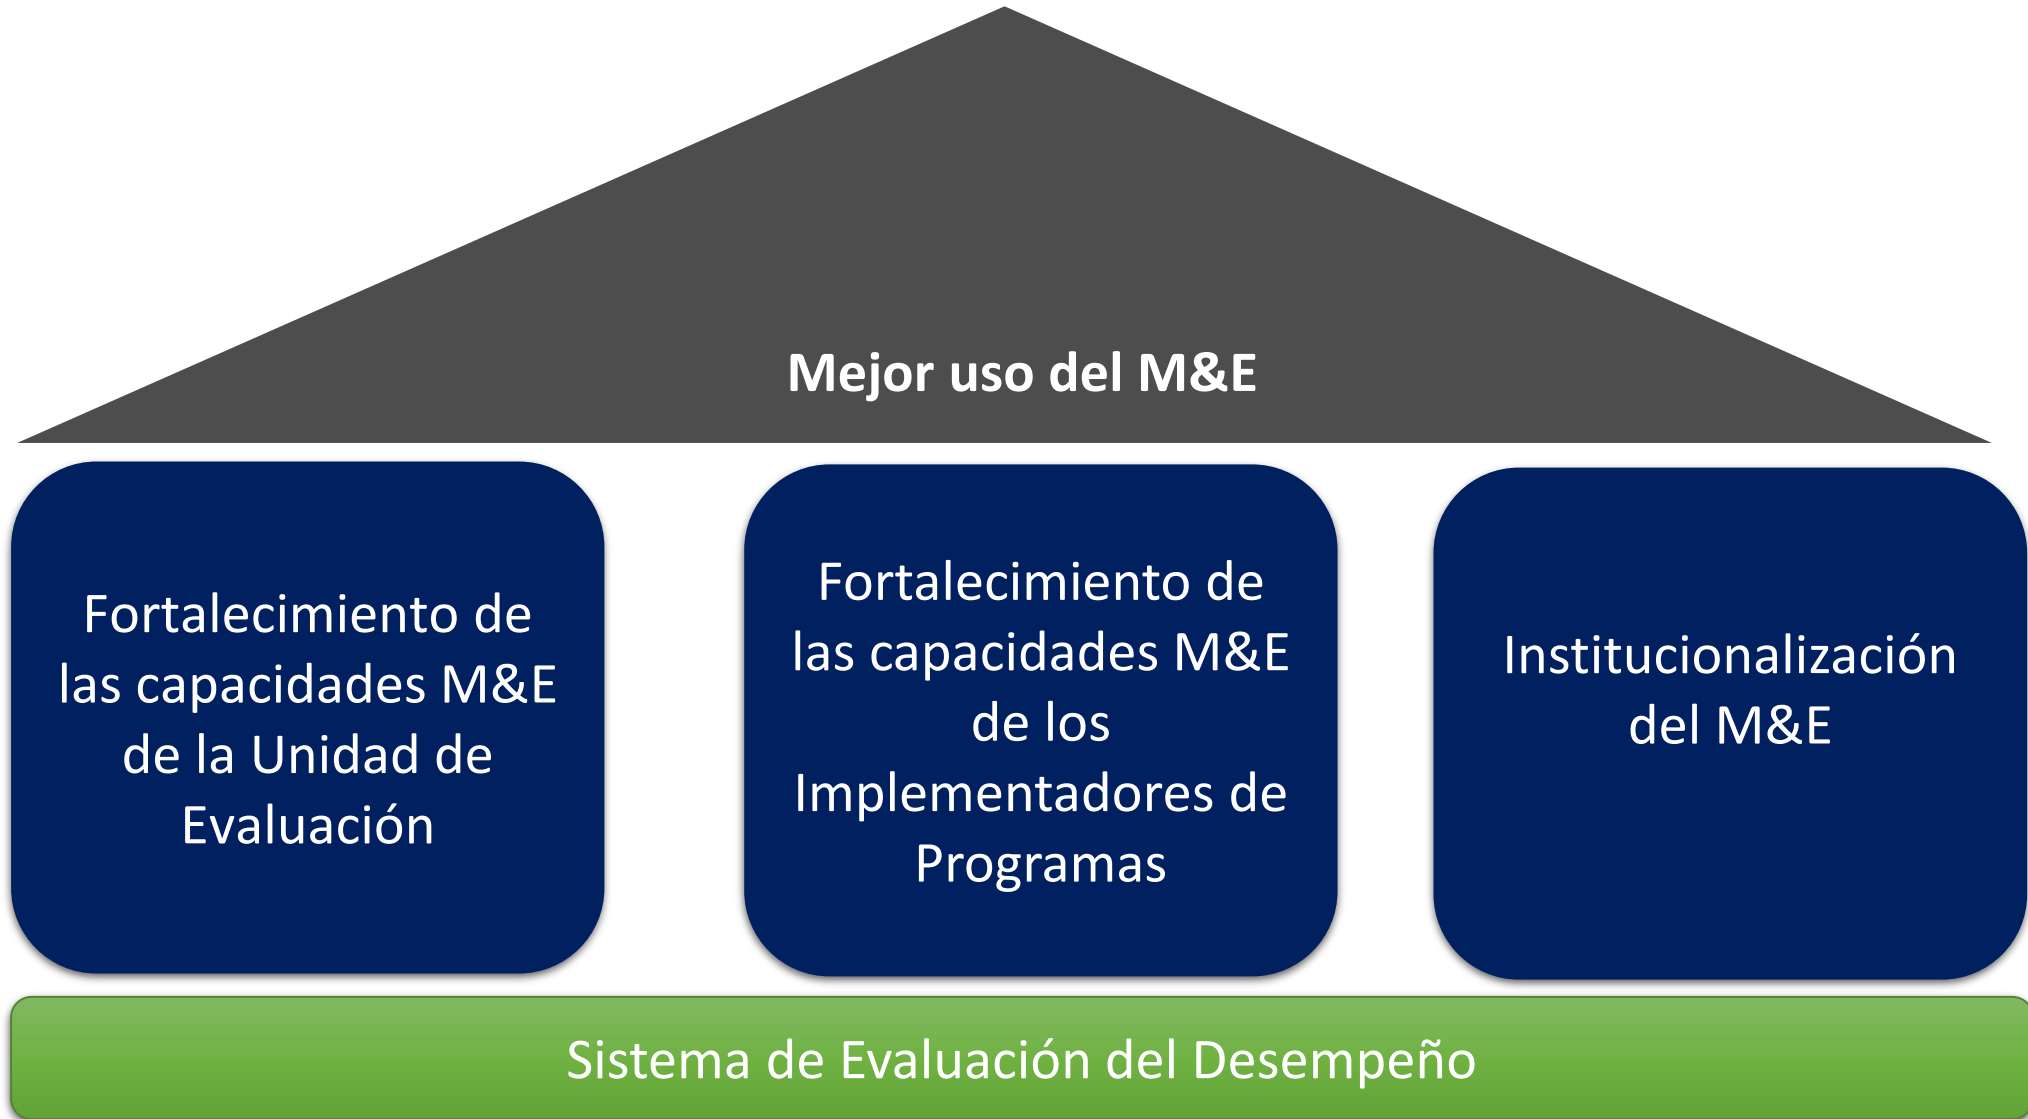 Mejor uso del M&E
Fortalecimiento de
las capacidades M&E
de la Unidad de
Evaluación
Fortalecimiento de
las capacidades M&E
de los
Implementadores de
Programas
Institucionalización
del M&E
Sistema de Evaluación del Desempeño